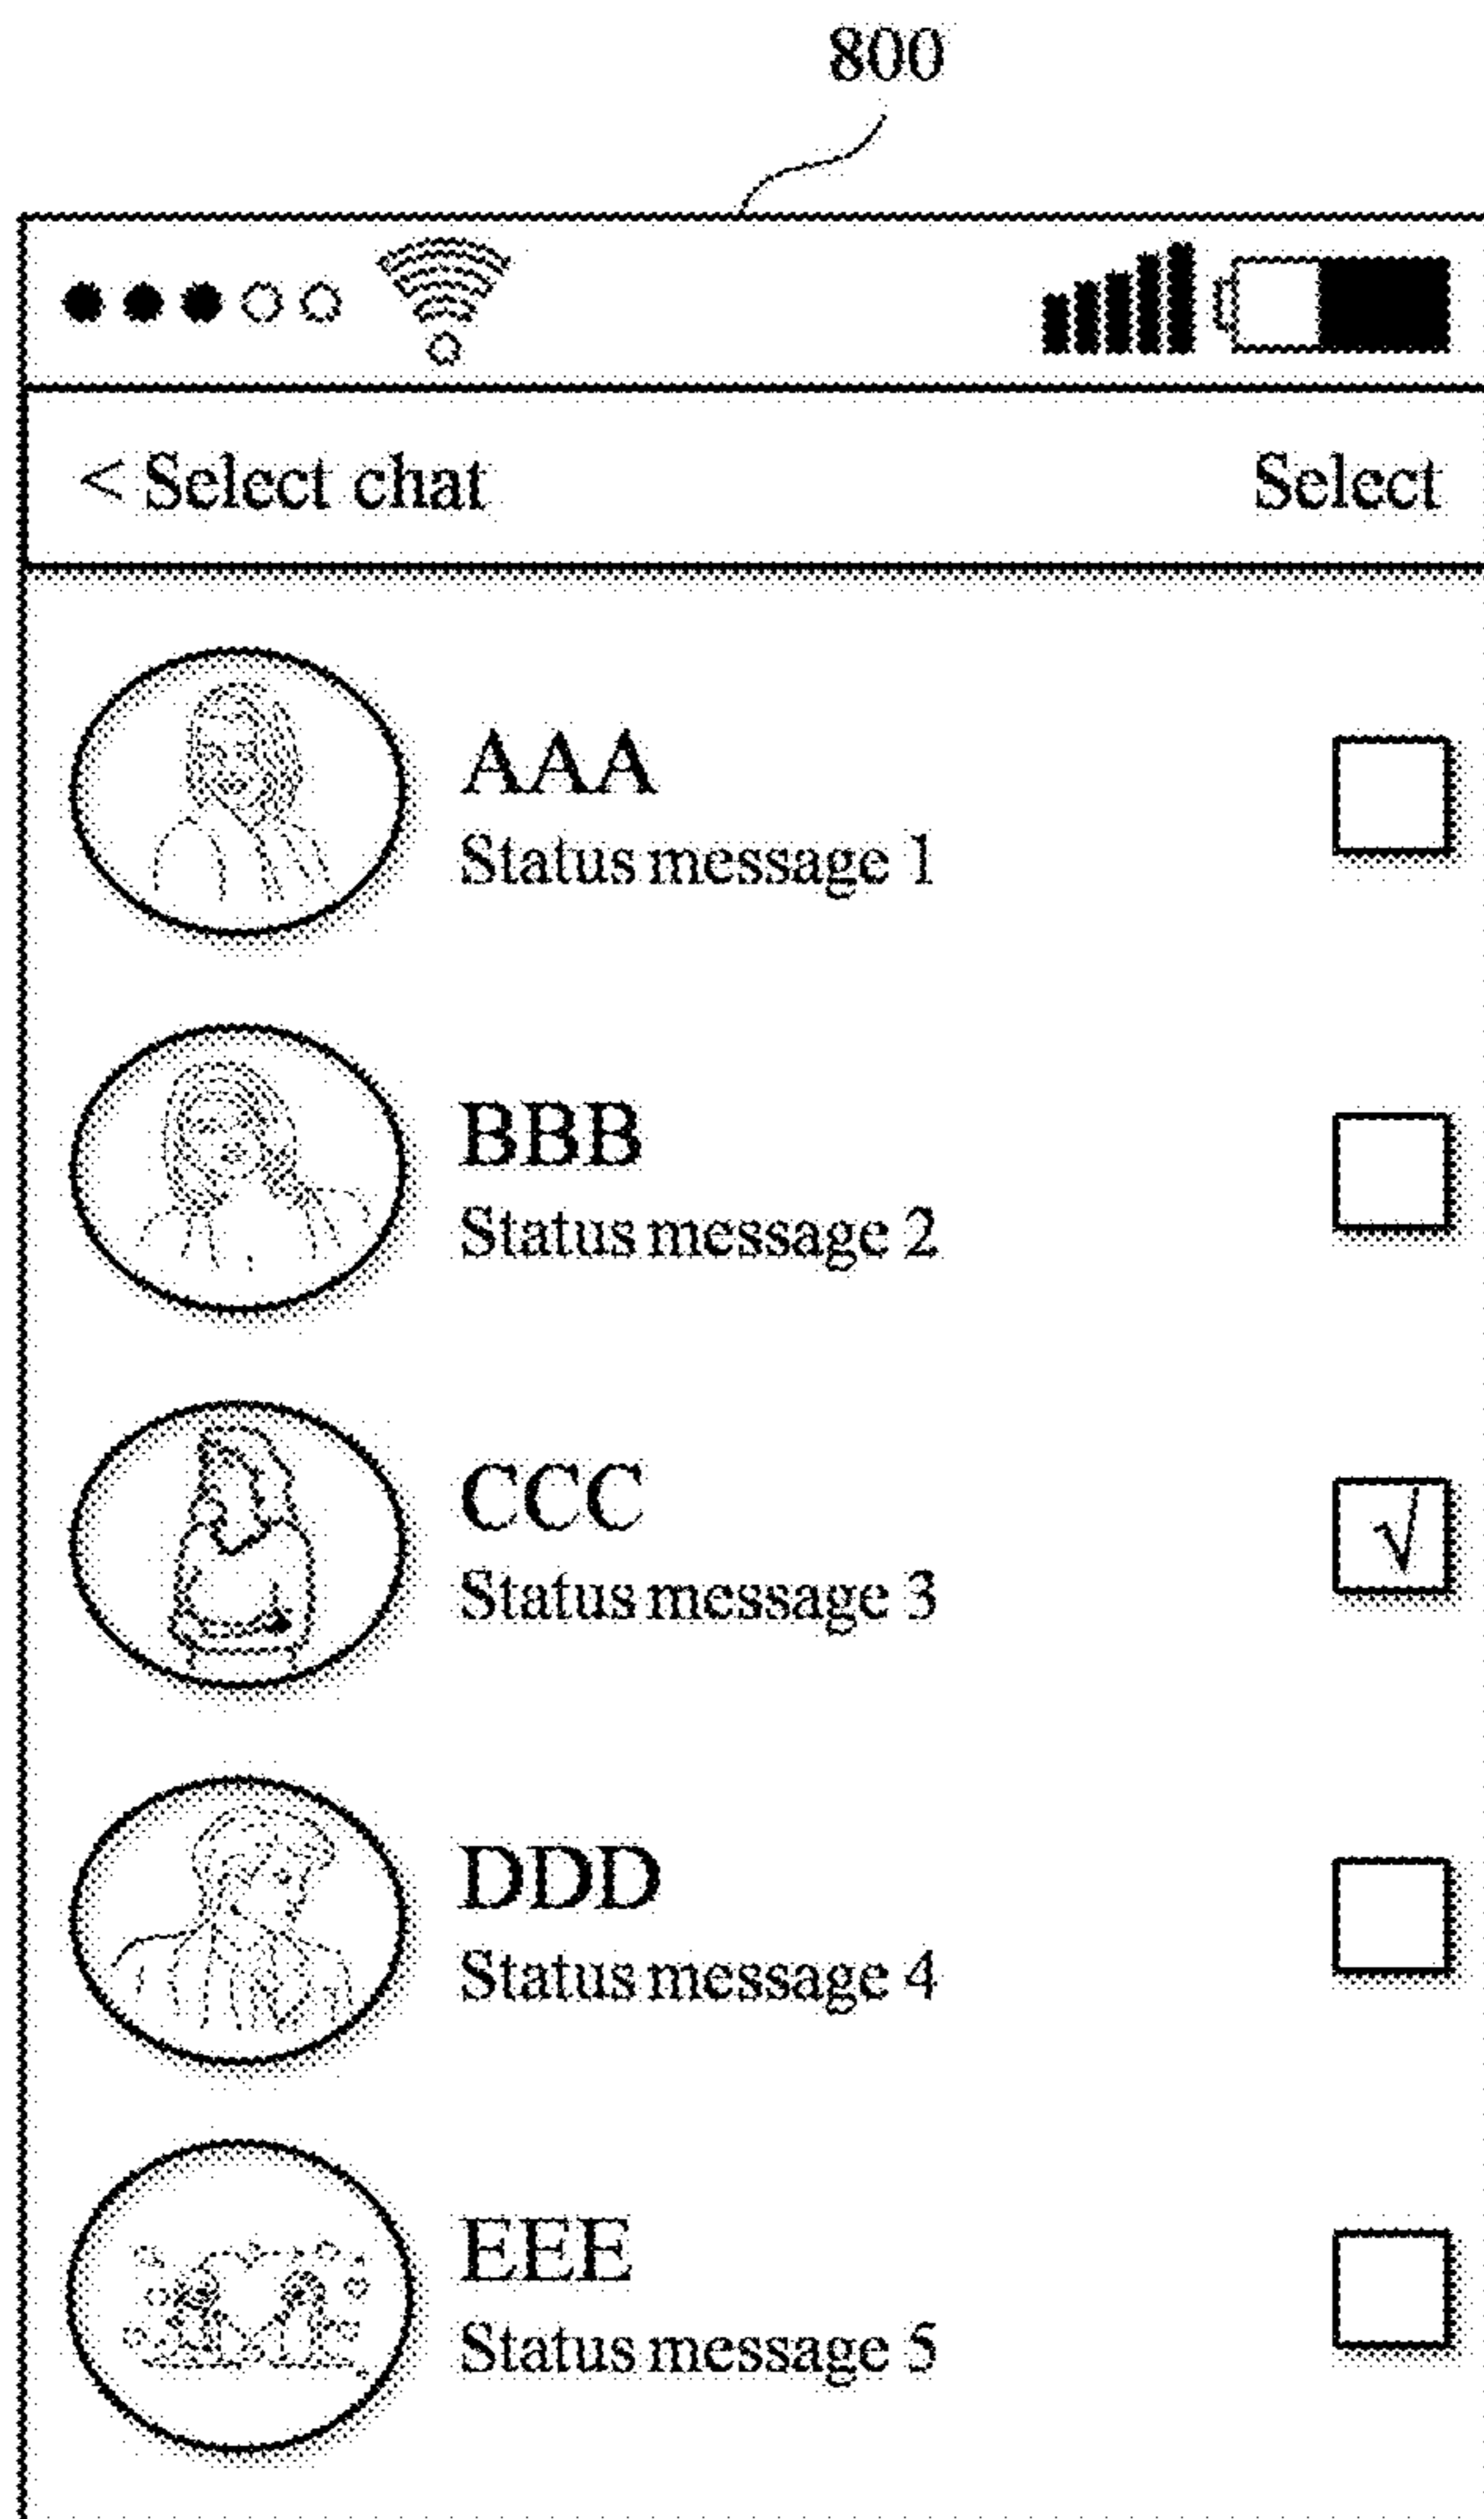 800
< Select chat Select
AAA
Status message 1
BBB
Status message 2
CCC
Status message 3
√
DDD
Status message 4
EEE
Status message 5